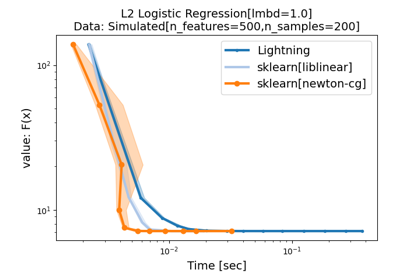 L2 Logistic Regression[lmbd=1.0]
Data: Simulated[n_features=500,n_samples=200]
Lightning
sklearn[liblinear]
sklearn[newton-cg]
value: F(x)
10²
10¹
10⁻²
10⁻¹
Time [sec]